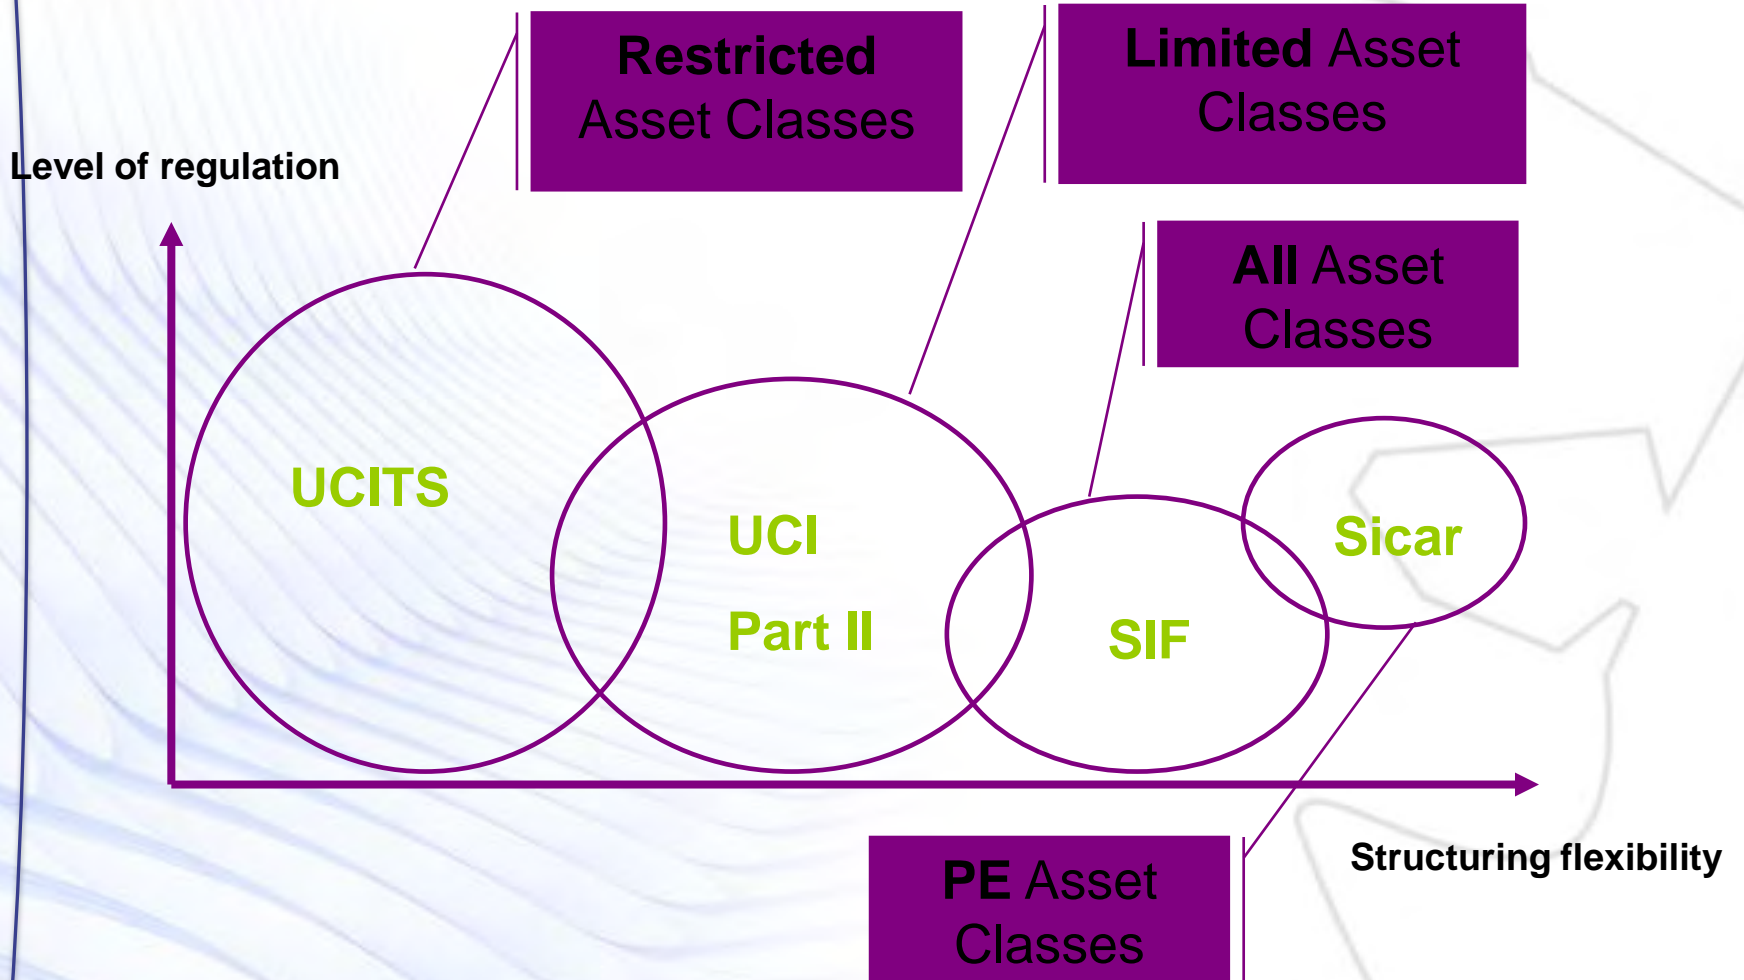 Restricted
Asset Classes
Limited Asset
Classes
Level of regulation
All Asset
Classes
UCITS
UCI
Part II
SIF
Sicar
Structuring flexibility
PE Asset
Classes